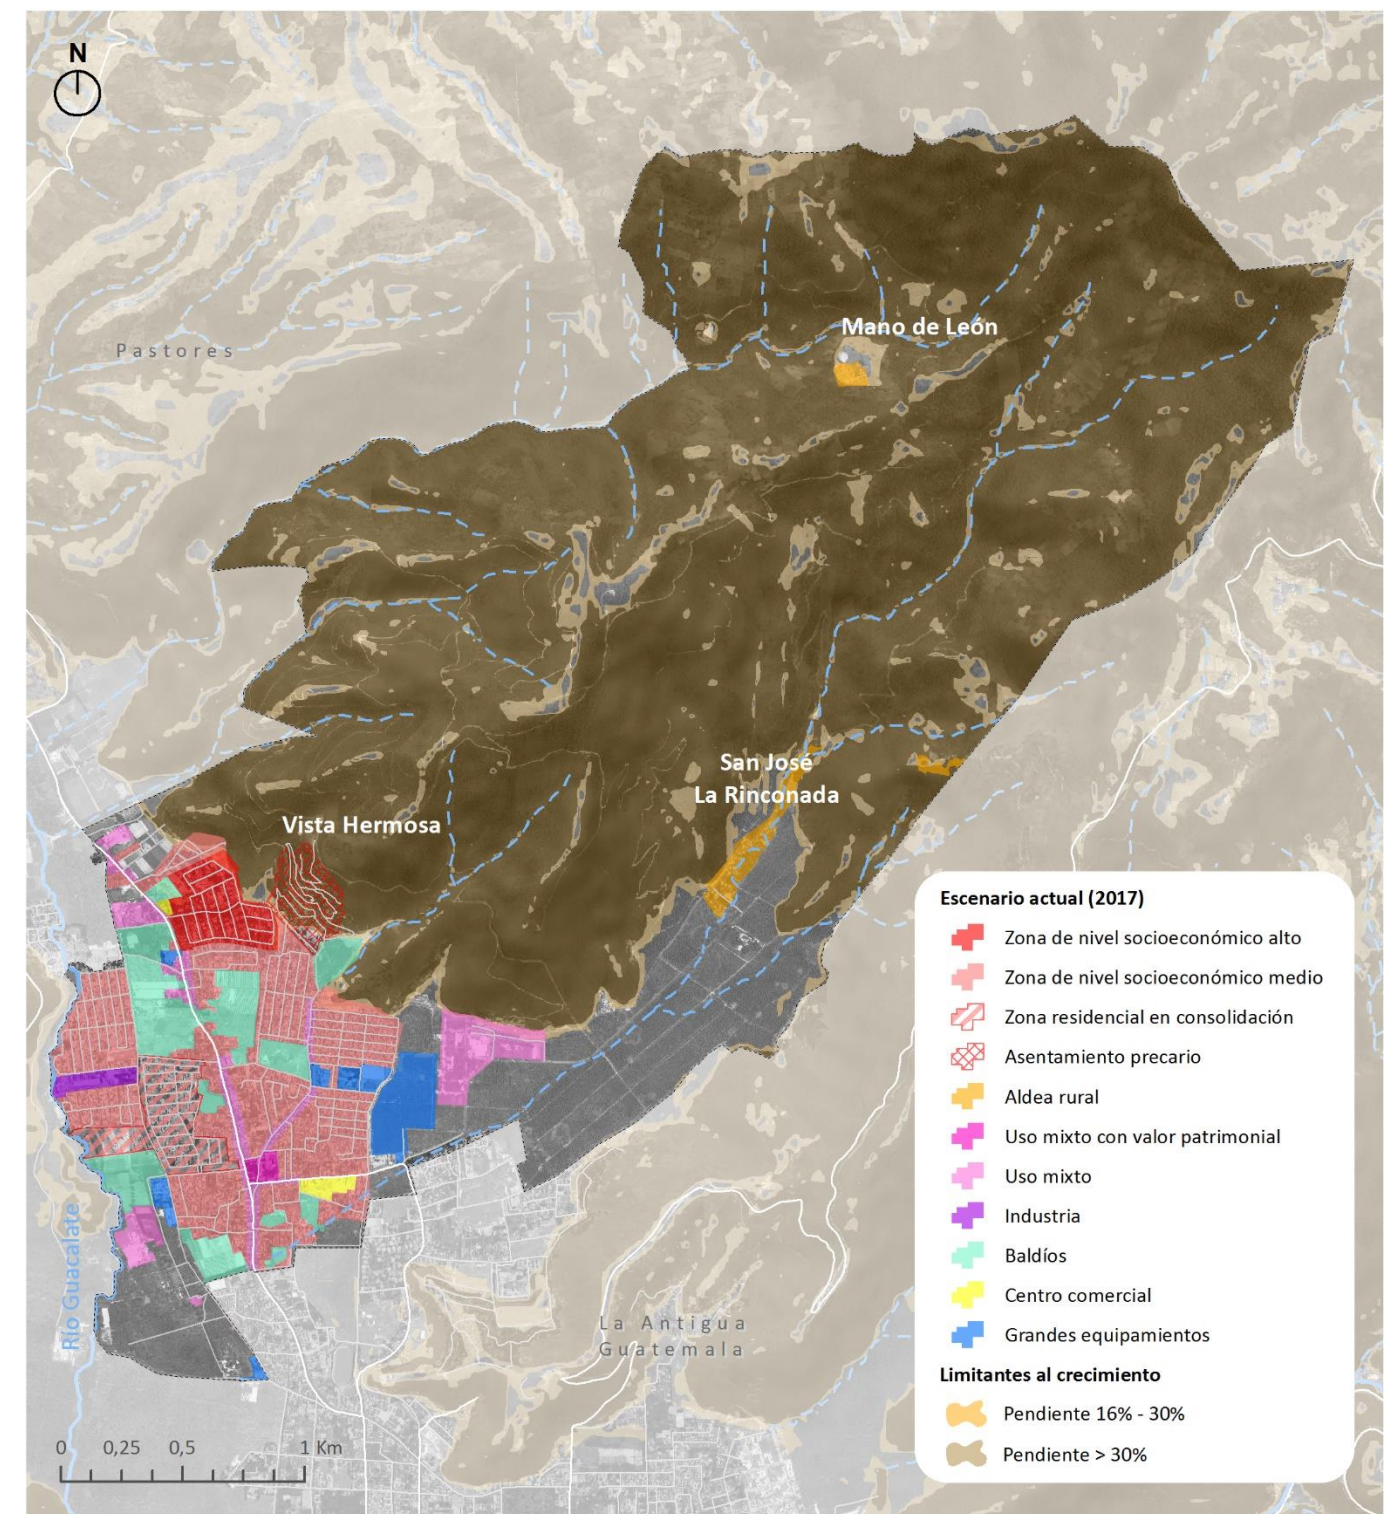 N
Mano de León
Pastores
San José
La Rinconada
Vista Hermosa
Río Guacalate
La Antigua
Guatemala
0 0,25 0,5 1 Km
Escenario actual (2017)
Zona de nivel socioeconómico alto
Zona de nivel socioeconómico medio
Zona residencial en consolidación
Asentamiento precario
Aldea rural
Uso mixto con valor patrimonial
Uso mixto
Industria
Baldíos
Centro comercial
Grandes equipamientos
Limitantes al crecimiento
Pendiente 16% - 30%
Pendiente > 30%